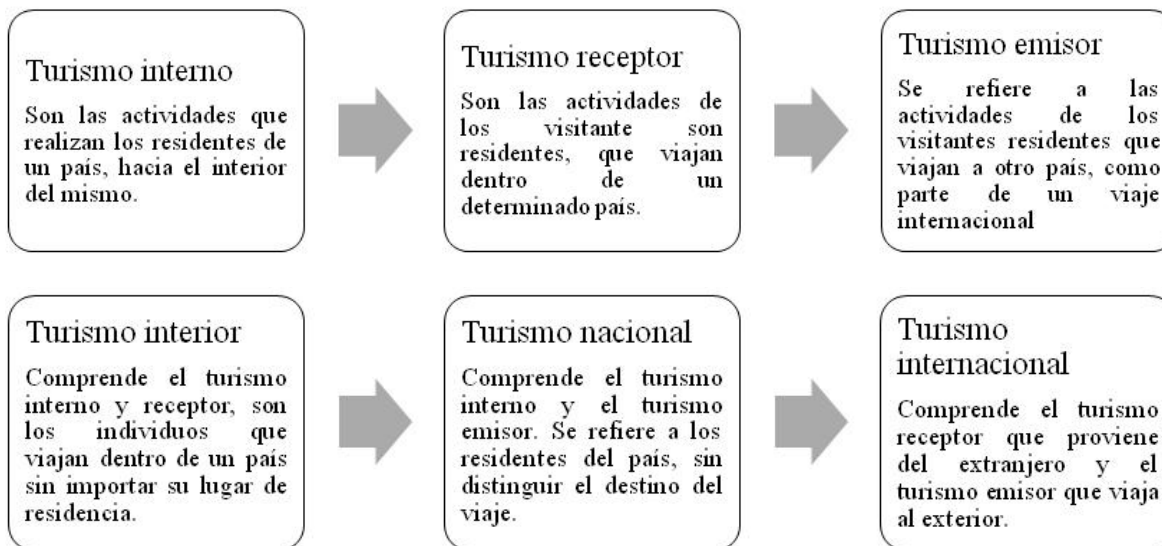 Turismo interno
Son las actividades que
realizan los residentes de
un país, hacia el interior
del mismo.
Turismo receptor
Son las actividades de
los visitante son
residentes, que viajan
dentro de un
determinado país.
Turismo emisor
Se refiere a las
actividades de los
visitantes residentes que
viajan a otro país, como
parte de un viaje
internacional
Turismo interior
Comprende el turismo
interno y receptor, son
los individuos que
viajan dentro de un país
sin importar su lugar de
residencia.
Turismo nacional
Comprende el turismo
interno y el turismo
emisor. Se refiere a los
residentes del país, sin
distinguir el destino del
viaje.
Turismo
internacional
Comprende el turismo
receptor que proviene
del extranjero y el
turismo emisor que viaja
al exterior.